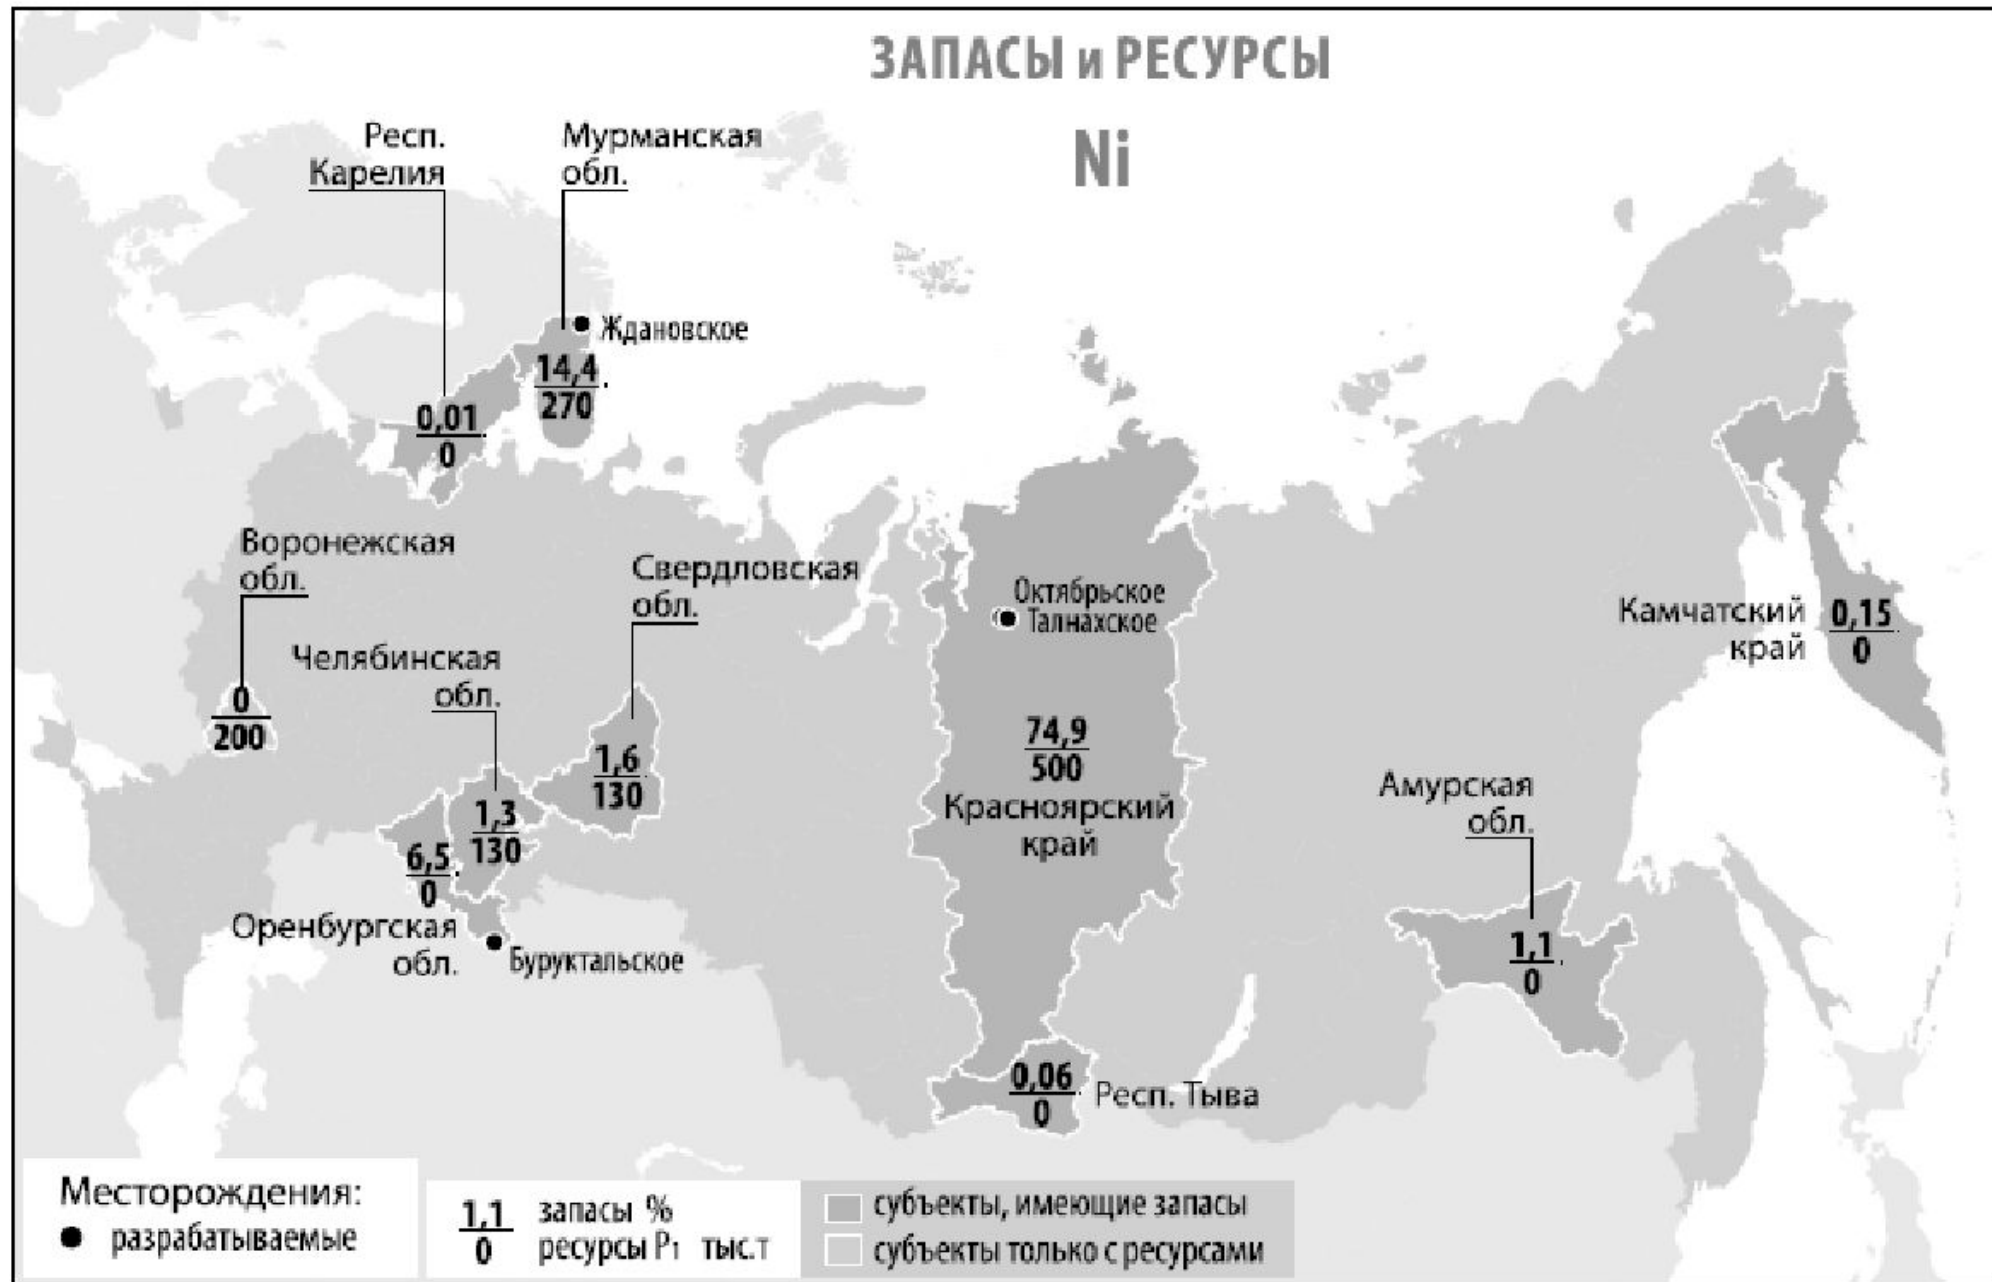 ЗАПАСЫ и РЕСУРСЫ
Ni
Респ.
Карелия
Мурманская
обл.
Ждановское
14,4
270
0,01
0
Воронежская
обл.
0
200
Свердловская
обл.
1,6
130
Челябинская
обл.
1,3
130
6,5
0
Оренбургская
обл.
Буруктальское
Октябрьское
Талнахское
74,9
500
Красноярский
край
Камчатский
край
0,15
0
Амурская
обл.
1,1
0
0,06
0
Респ. Тыва
Месторождения:
разрабатываемые
1,1
0
запасы %
ресурсы P1 тыс.т
субъекты, имеющие запасы
субъекты только с ресурсами